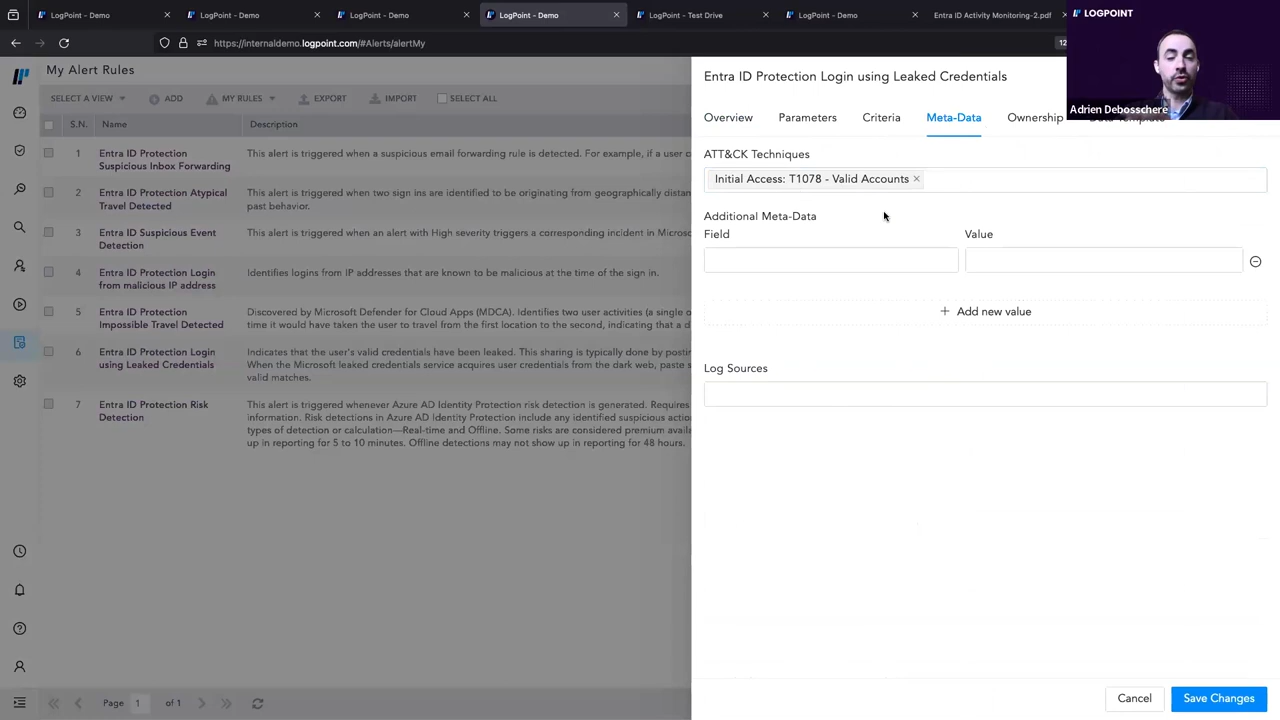 LogPoint - Demo
LogPoint - Demo
LogPoint - Demo
LogPoint - Demo
LogPoint - Test Drive
LogPoint - Demo
Entra ID Activity Monitoring-2.pdf
https://internaldemo.logpoint.com/#Alerts/alertMy
LOGPOINT
Adrien Debosschere
My Alert Rules
SELECT A VIEW
ADD
MY RULES
EXPORT
IMPORT
SELECT ALL
S.N.
Name
Description
1
Entra ID Protection
Suspicious Inbox Forwarding
This alert is triggered when a suspicious email forwarding rule is detected. For example, if a user c
2
Entra ID Protection Atypical
Travel Detected
This alert is triggered when two sign ins are identified to be originating from geographically distan
past behavior.
3
Entra ID Suspicious Event
Detection
This alert is triggered when an alert with High severity triggers a corresponding incident in Microso
4
Entra ID Protection Login
from malicious IP address
Identifies logins from IP addresses that are known to be malicious at the time of the sign in.
5
Entra ID Protection
Impossible Travel Detected
Discovered by Microsoft Defender for Cloud Apps (MDCA). Identifies two user activities (a single o
time it would have taken the user to travel from the first location to the second, indicating that a d
6
Entra ID Protection Login
using Leaked Credentials
Indicates that the user's valid credentials have been leaked. This sharing is typically done by postin
When the Microsoft leaked credentials service acquires user credentials from the dark web, paste s
valid matches.
7
Entra ID Protection Risk
Detection
This alert is triggered whenever Azure AD Identity Protection risk detection is generated. Requires
information. Risk detections in Azure AD Identity Protection include any identified suspicious actio
types of detection or calculation—Real-time and Offline. Some risks are considered premium availa
up in reporting for 5 to 10 minutes. Offline detections may not show up in reporting for 48 hours.
Page 1 of 1
Entra ID Protection Login using Leaked Credentials
Overview
Parameters
Criteria
Meta-Data
Ownership
Data Template
ATT&CK Techniques
Initial Access: T1078 - Valid Accounts
Additional Meta-Data
Field
Value
Add new value
Log Sources
Cancel
Save Changes